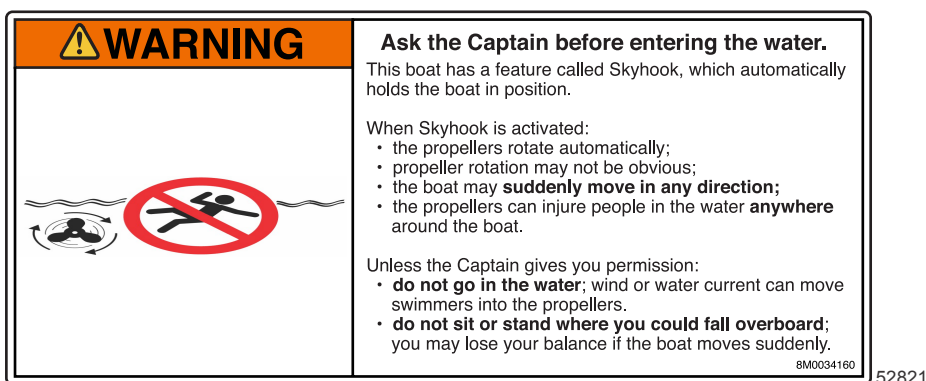 WARNING
Ask the Captain before entering the water.
This boat has a feature called Skyhook, which automatically
holds the boat in position.
When Skyhook is activated:
• the propellers rotate automatically;
• propeller rotation may not be obvious;
• the boat may suddenly move in any direction;
• the propellers can injure people in the water anywhere
around the boat.
Unless the Captain gives you permission:
• do not go in the water; wind or water current can move
swimmers into the propellers.
• do not sit or stand where you could fall overboard;
you may lose your balance if the boat moves suddenly.
8M0034160
52821